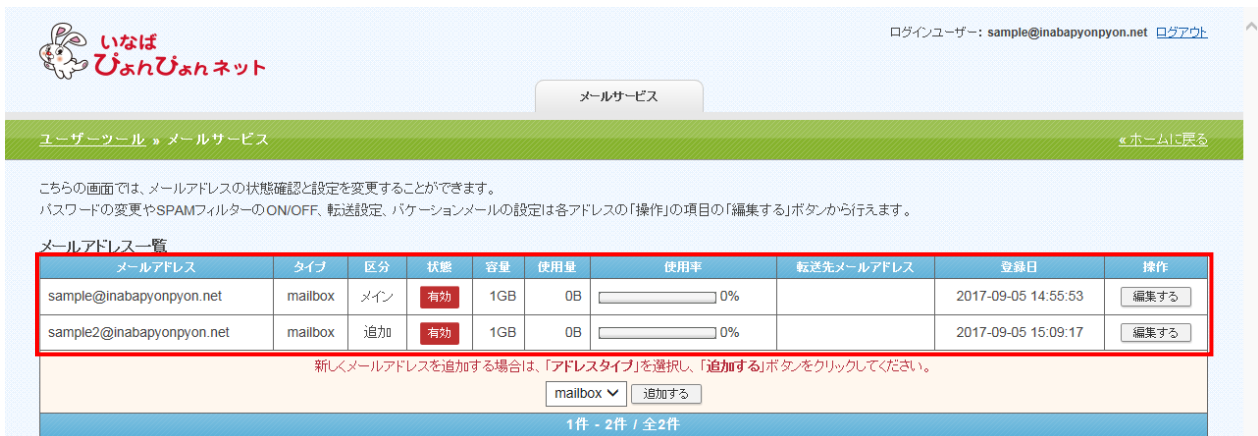 いなば
ぴょんぴょんネット
ログインユーザー: sample@inabapyonpyon.net ログアウト
メールサービス
ユーザーツール » メールサービス
«ホームに戻る
こちらの画面では、メールアドレスの状態確認と設定を変更することができます。
パスワードの変更やSPAMフィルターのON/OFF、転送設定、バケーションメールの設定は各アドレスの「操作」の項目の「編集する」ボタンから行えます。
メールアドレス一覧
メールアドレス タイプ 区分 状態 容量 使用量 使用率 転送先メールアドレス 登録日 操作
sample@inabapyonpyon.net mailbox メイン 有効 1GB 0B 0% 2017-09-05 14:55:53 編集する
sample2@inabapyonpyon.net mailbox 追加 有効 1GB 0B 0% 2017-09-05 15:09:17 編集する
新しくメールアドレスを追加する場合は、「アドレスタイプ」を選択し、「追加する」ボタンをクリックしてください。
mailbox 追加する
1件 - 2件 / 全2件